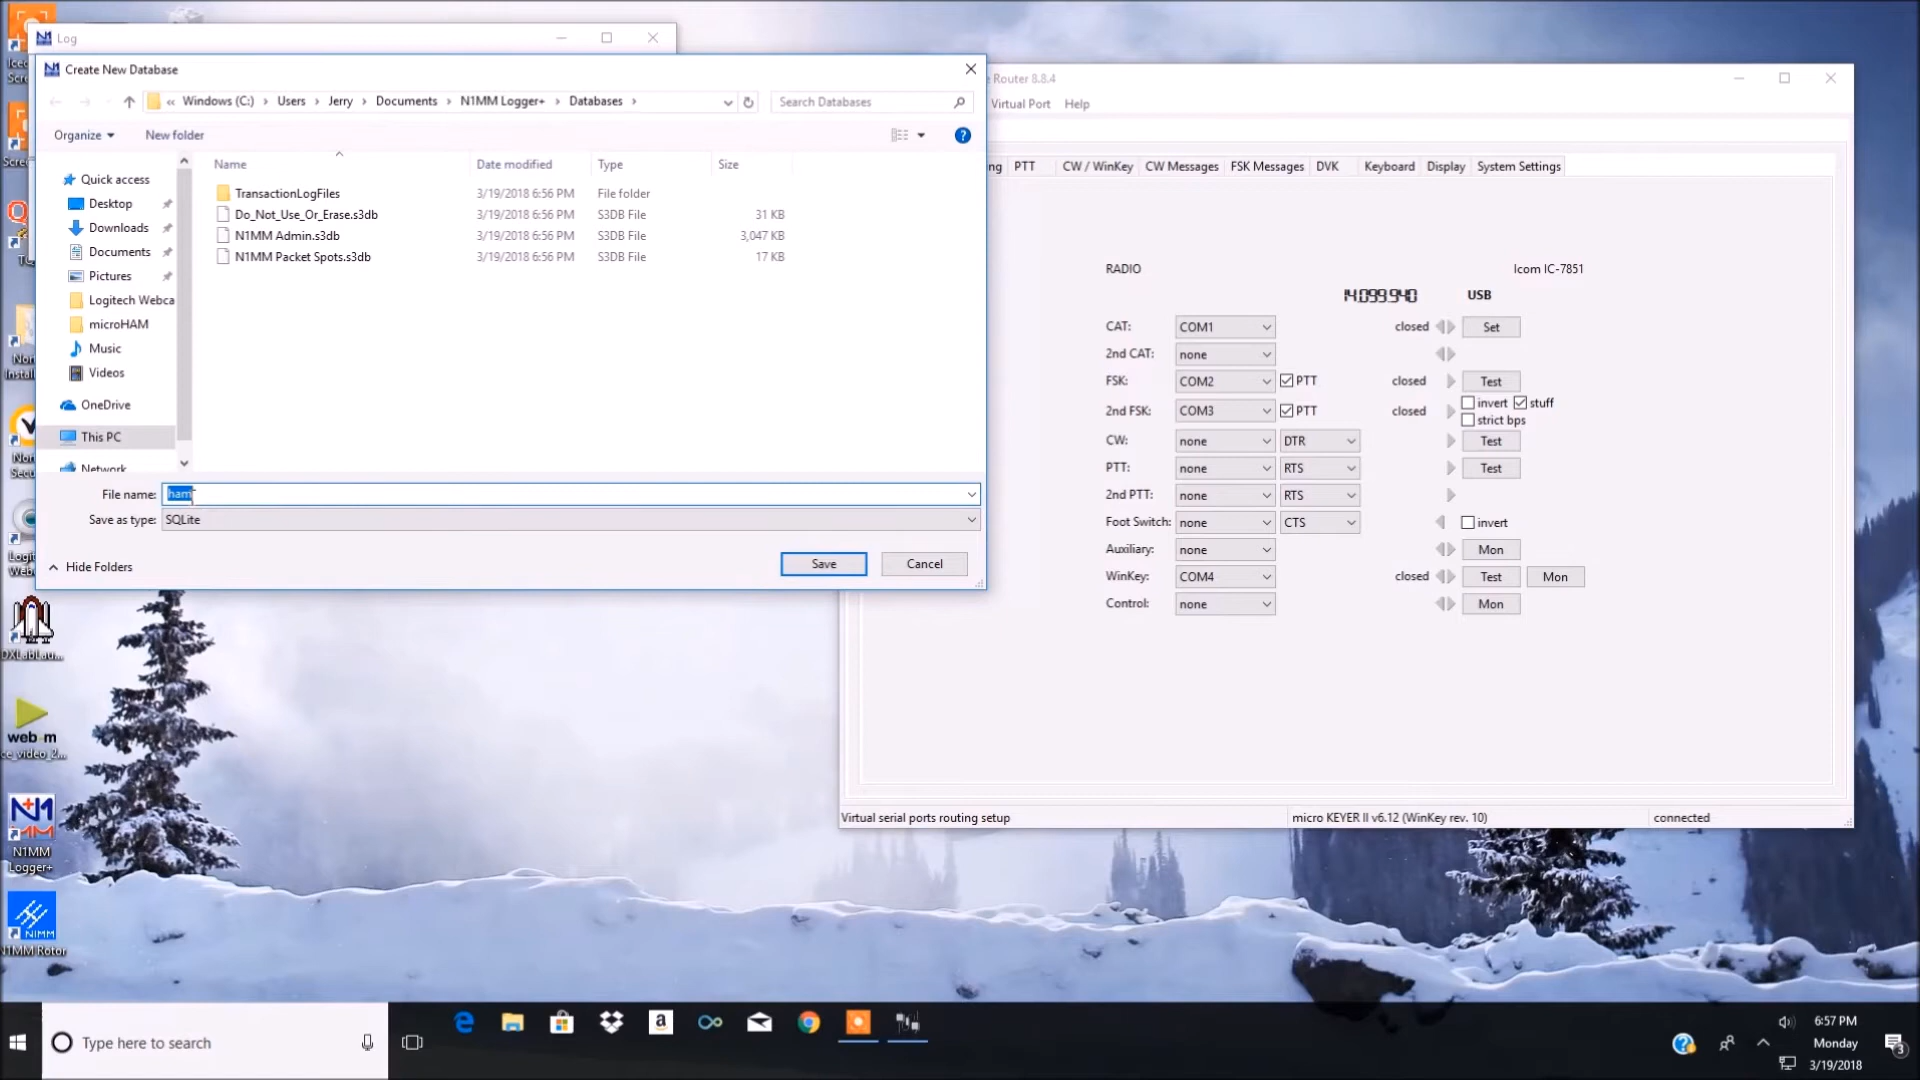 Log
Create New Database
« Windows (C:) › Users › Jerry › Documents › N1MM Logger+ › Databases ›
Search Databases
Organize
New folder
Name
Date modified
Type
Size
Quick access
Desktop
Downloads
Documents
Pictures
Logitech Webca
microHAM
Music
Videos
OneDrive
This PC
Network
TransactionLogFiles 3/19/2018 6:56 PM File folder
Do_Not_Use_Or_Erase.s3db 3/19/2018 6:56 PM S3DB File 31 KB
N1MM Admin.s3db 3/19/2018 6:56 PM S3DB File 3,047 KB
N1MM Packet Spots.s3db 3/19/2018 6:56 PM S3DB File 17 KB
File name: ham
Save as type: SQLite
Hide Folders
Save
Cancel
Router 8.8.4
Virtual Port Help
ng PTT CW / WinKey CW Messages FSK Messages DVK Keyboard Display System Settings
RADIO Icom IC-7851
14.099.940 USB
CAT: COM1 closed Set
2nd CAT: none
FSK: COM2 PTT closed Test
2nd FSK: COM3 PTT closed invert stuff
strict bps
CW: none DTR Test
PTT: none RTS Test
2nd PTT: none RTS
Foot Switch: none CTS invert
Auxiliary: none Mon
WinKey: COM4 closed Test Mon
Control: none Mon
Virtual serial ports routing setup
micro KEYER II v6.12 (WinKey rev. 10)
connected
DXLabLau...
web m
ce_video_2...
N1MM
Logger+
N1MM Rotor
Type here to search
6:57 PM
Monday
3/19/2018
3